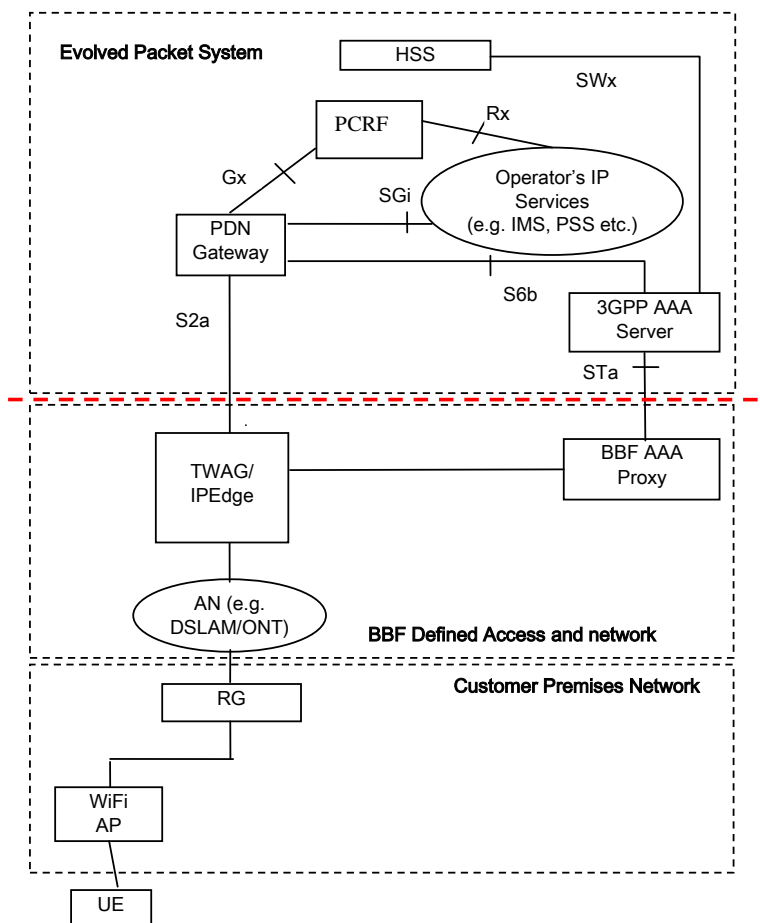 Evolved Packet System
HSS
SWx
PCRF
Rx
Gx
Operator's IP
Services
(e.g. IMS, PSS etc.)
SGi
PDN
Gateway
S6b
S2a
3GPP AAA
Server
STa
TWAG/
IPEdge
BBF AAA
Proxy
AN (e.g.
DSLAM/ONT)
BBF Defined Access and network
Customer Premises Network
RG
WiFi
AP
UE